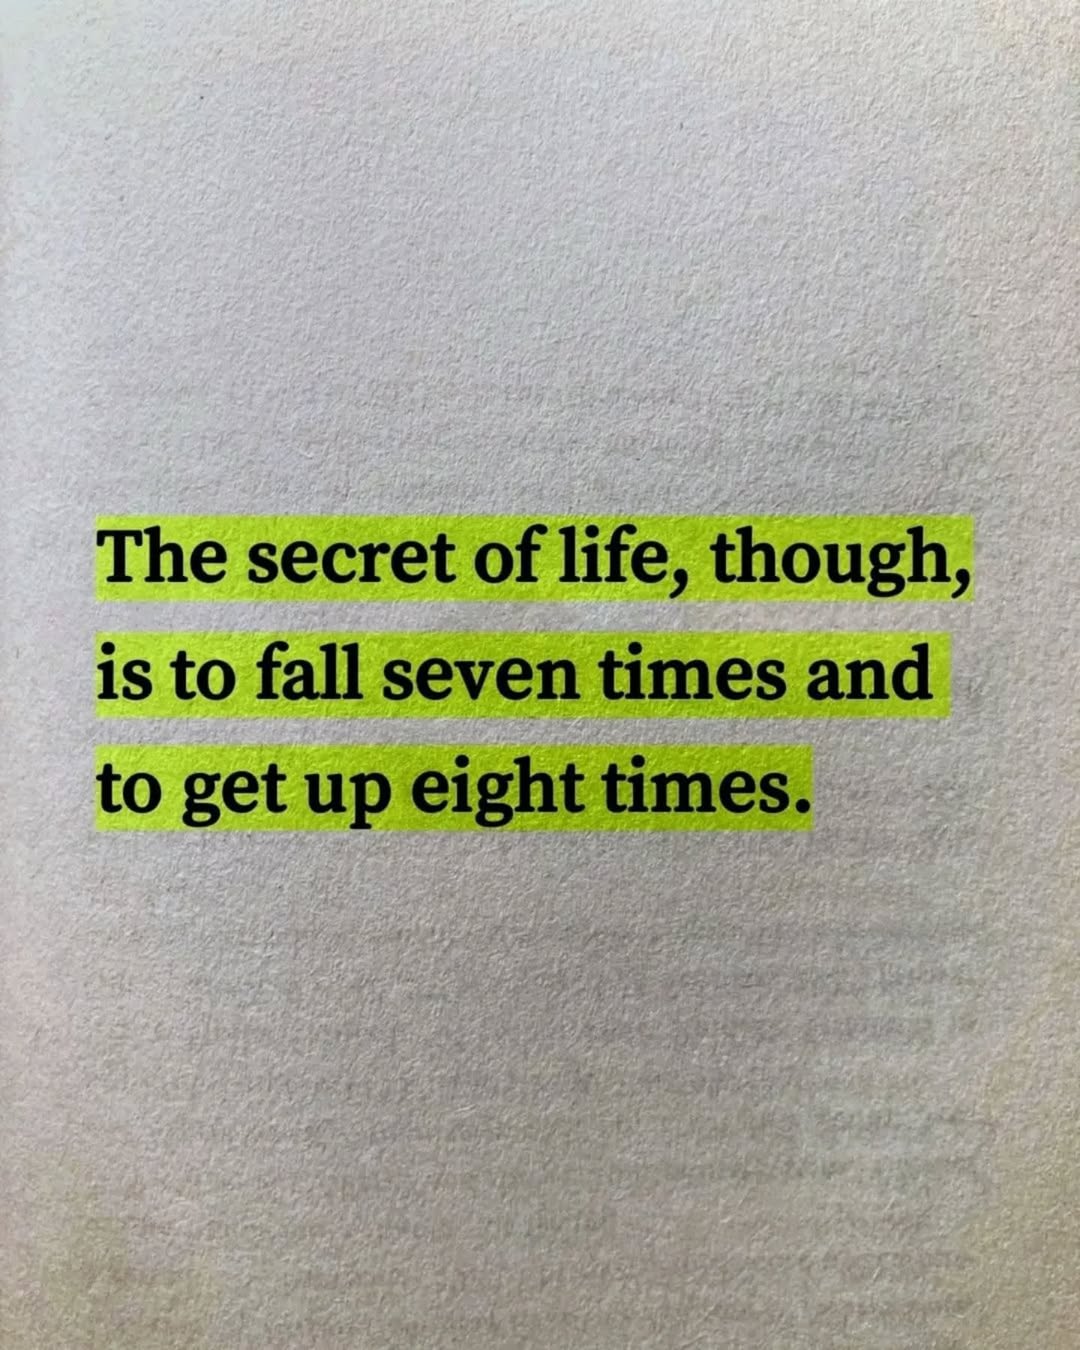 The secret of life, though,
is to fall seven times and
to get up eight times.